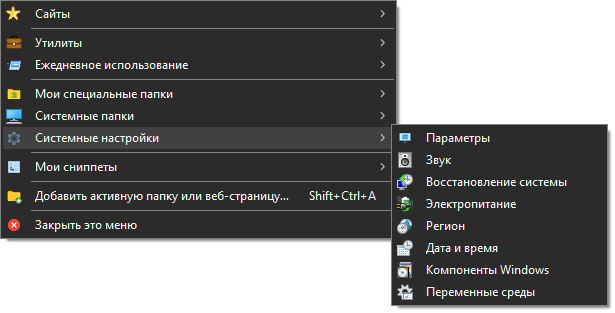 Сайты
Утилиты
Ежедневное использование
Мои специальные папки
Системные папки
Системные настройки
Мои сниппеты
Добавить активную папку или веб-страницу... Shift+Ctrl+A
Закрыть это меню
Параметры
Звук
Восстановление системы
Электропитание
Регион
Дата и время
Компоненты Windows
Переменные среды